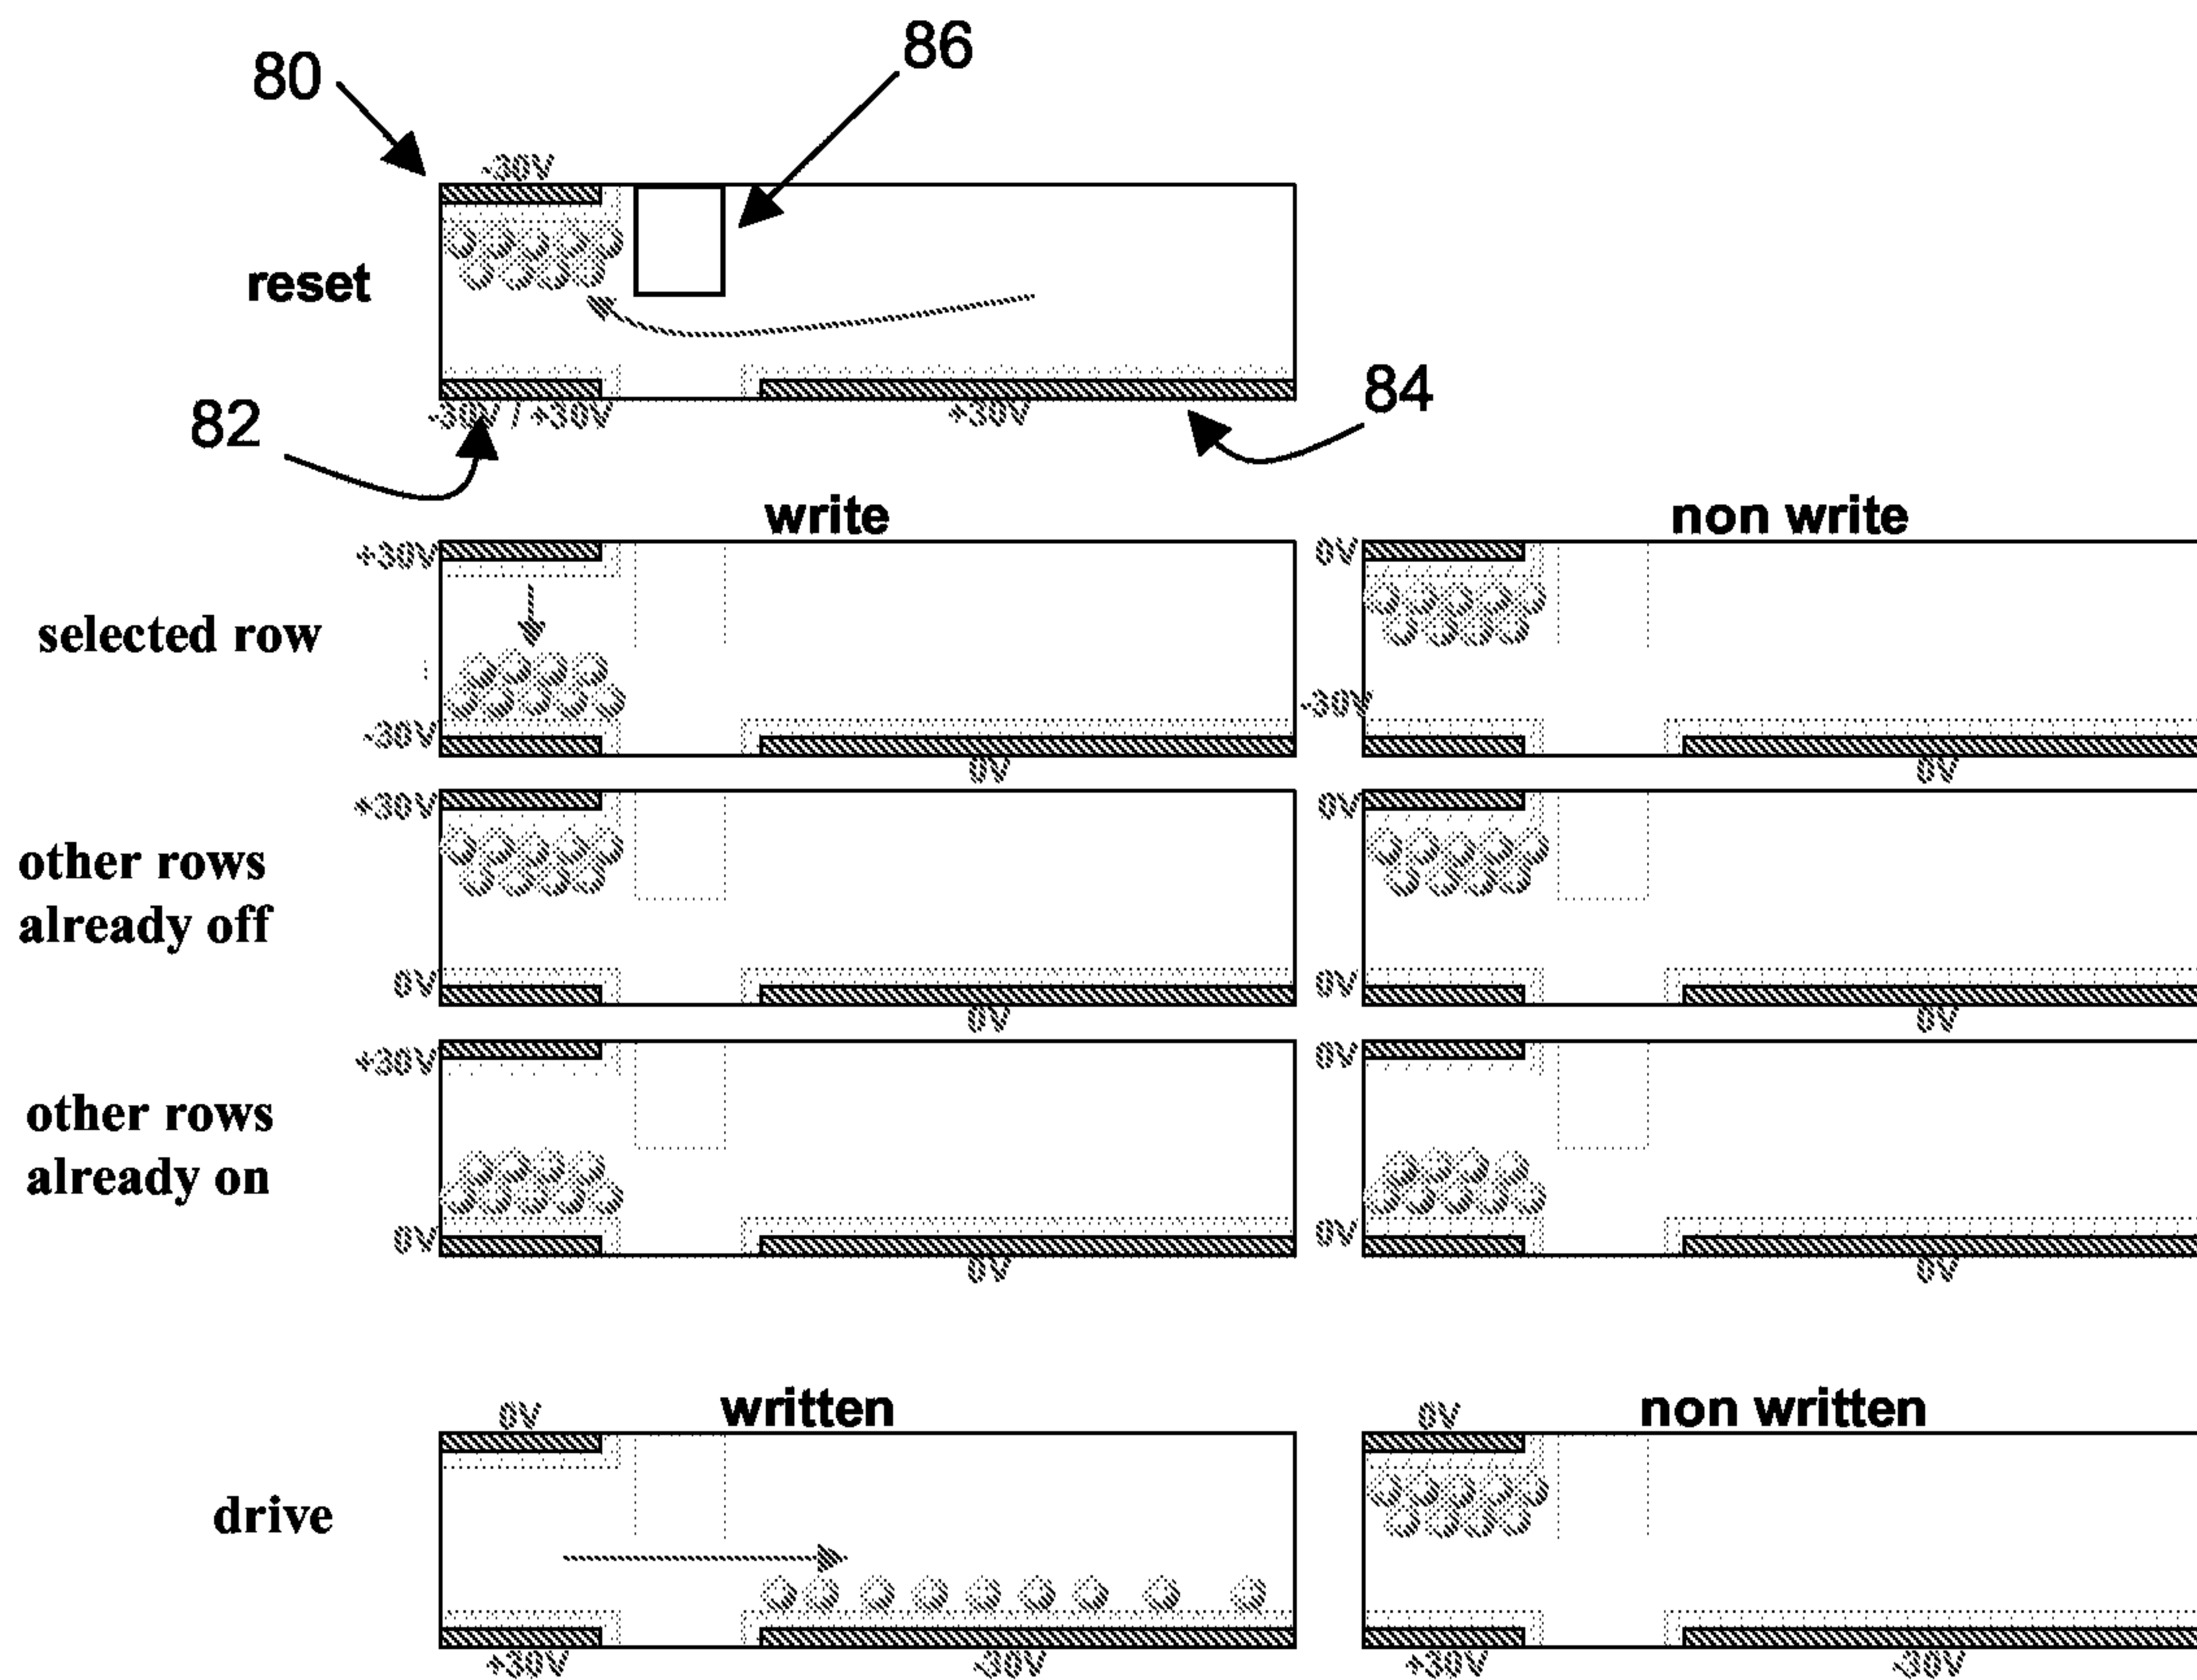 80
86
-30V
reset
82
-30V / +30V
+30V
84
write
non write
+30V
0V
selected row
-30V
-30V
0V
0V
+30V
0V
other rows
already off
0V
0V
0V
0V
+30V
0V
other rows
already on
0V
0V
0V
0V
written
non written
0V
0V
drive
+30V
-30V
+30V
-30V